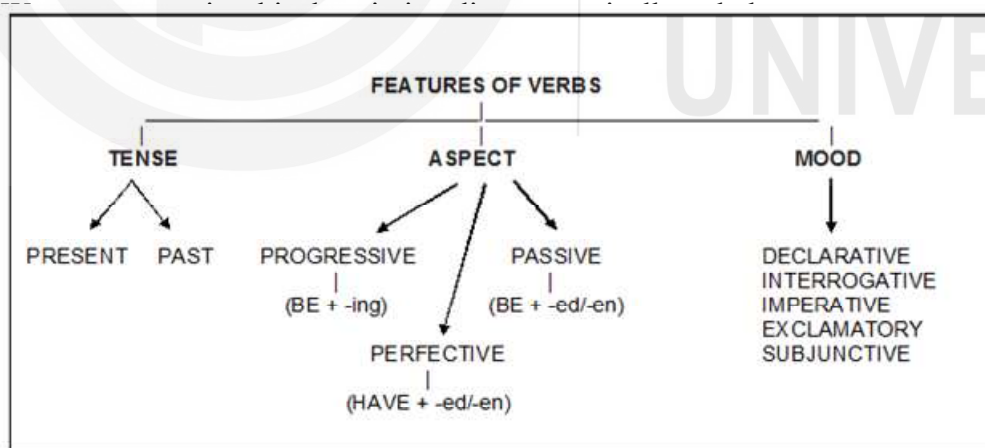 UNIVE
FEATURES OF VERBS
TENSE ASPECT MOOD
PRESENT PAST PROGRESSIVE PASSIVE DECLARATIVE
(BE + -ing) (BE + -ed/-en) INTERROGATIVE
IMPERATIVE
EXCLAMATORY
PERFECTIVE SUBJUNCTIVE
(HAVE + -ed/-en)